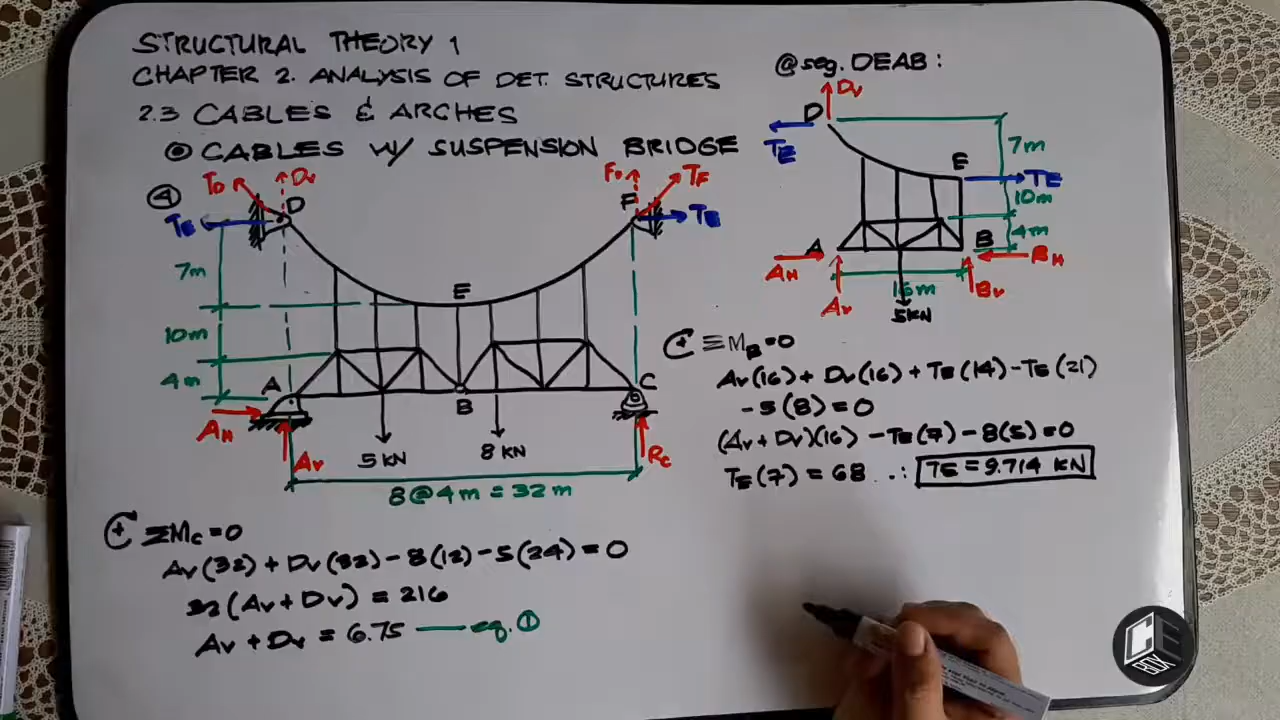 STRUCTURAL THEORY 1
CHAPTER 2. ANALYSIS OF DET. STRUCTURES
2.3 CABLES & ARCHES
⊙ CABLES W/ SUSPENSION BRIDGE
④
TD
Dv
D
TE
Fv
TF
F
TE
7m
10m
4m
E
A
B
C
AH
Av
5 KN
8 KN
Rc
8@4m = 32m
ΣMc=0
Av(32) + Dv(32) - 8(12) - 5(24) = 0
32(Av+Dv) = 216
Av + Dv = 6.75 — eq. ①
@seg. DEAB:
Dv
D
TE
7m
E
TE
10m
4m
A
B
AH
BH
Av
16m
Bv
5KN
ΣMB=0
Av(16) + Dv(16) + TE(14) - TE(21)
-5(8) = 0
(Av+Dv)(16) - TE(7) - 8(5) = 0
TE(7) = 68 ..: TE = 9.714 KN
CE
BOX